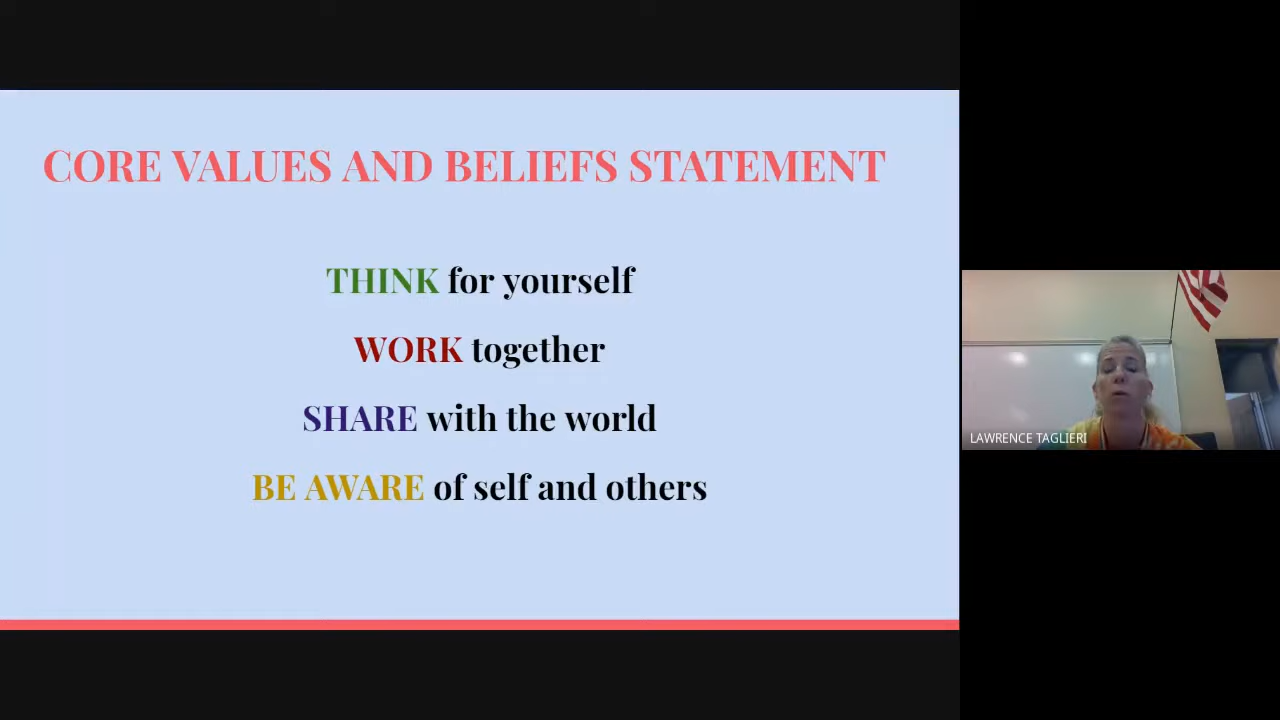 CORE VALUES AND BELIEFS STATEMENT
THINK for yourself
WORK together
SHARE with the world
BE AWARE of self and others
LAWRENCE TAGLIERI